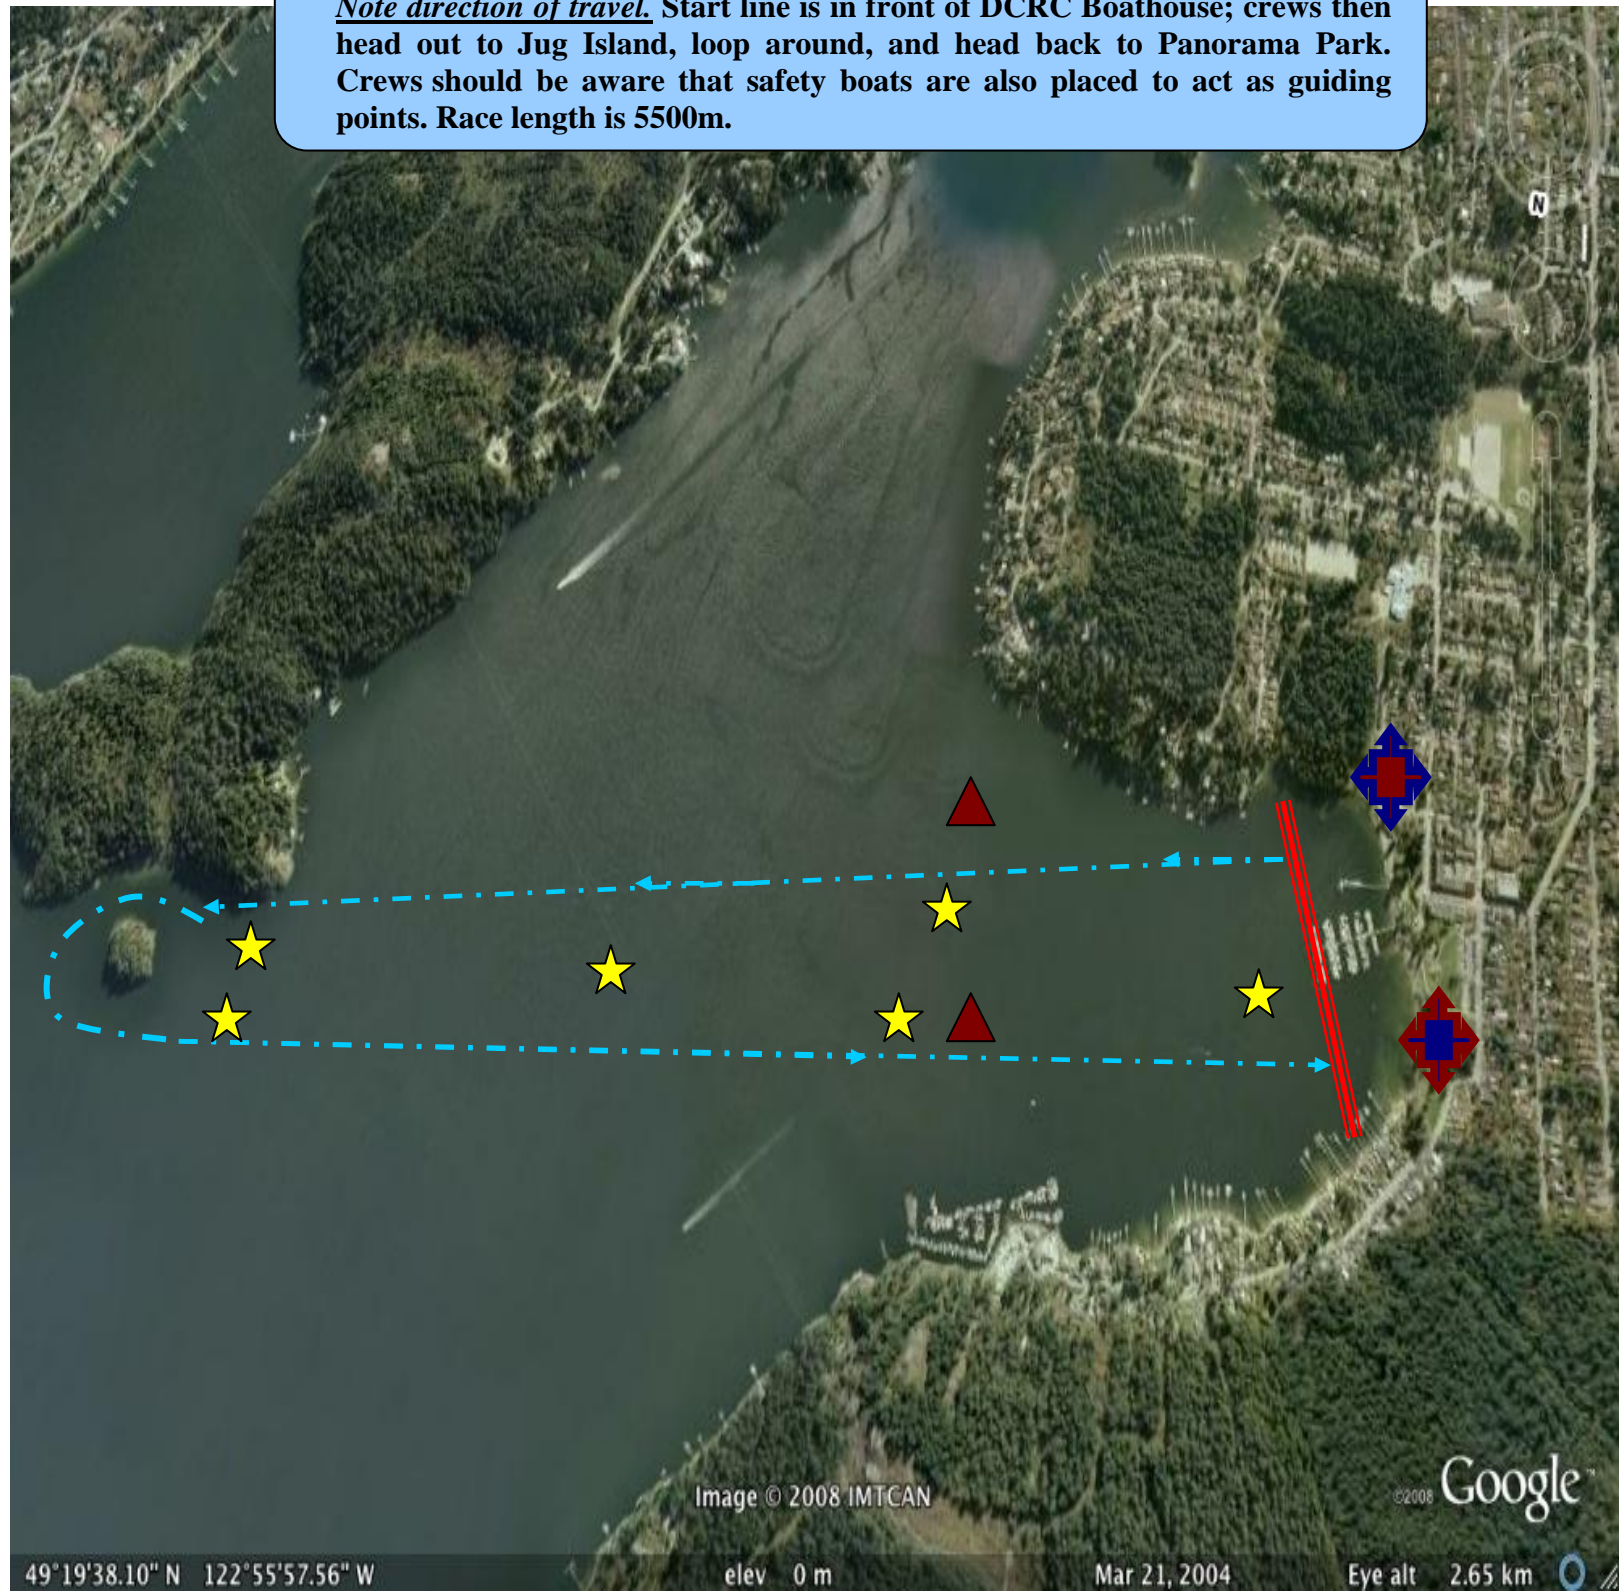 Note direction of travel. Start line is in front of DCRC Boathouse; crews then
head out to Jug Island, loop around, and head back to Panorama Park.
Crews should be aware that safety boats are also placed to act as guiding
points. Race length is 5500m.
N
Image © 2008 IMTCAN
©2008 Google™
49°19'38.10" N 122°55'57.56" W elev 0 m Mar 21, 2004 Eye alt 2.65 km